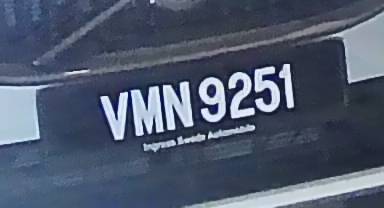 VMN 9251
Ingress Swede Automobile